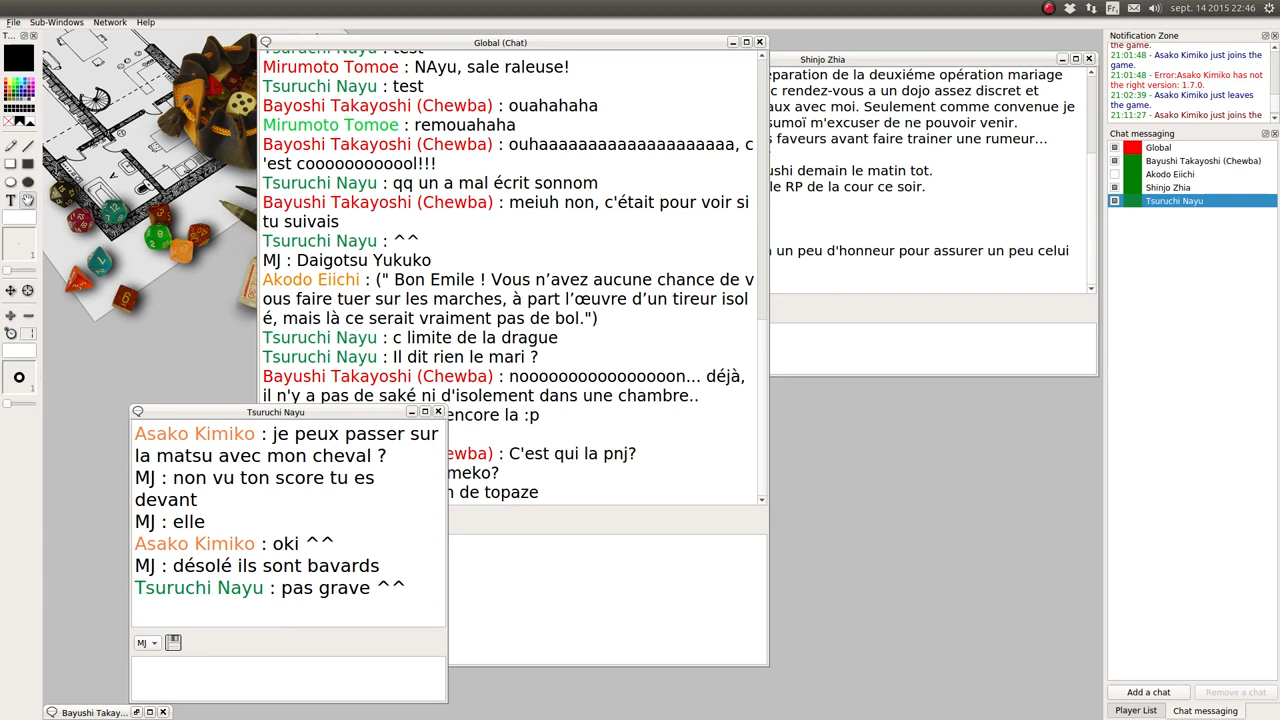 Fr,
sept. 14 2015 22:46
File Sub-Windows Network Help
T...
T
1
1
1
Global (Chat)
Tsuruchi Nayu : test
Mirumoto Tomoe : NAyu, sale raleuse!
Tsuruchi Nayu : test
Bayoshi Takayoshi (Chewba) : ouahahaha
Mirumoto Tomoe : remouahaha
Bayoshi Takayoshi (Chewba) : ouhaaaaaaaaaaaaaaaaaaaa, c
'est cooooooooool!!!
Tsuruchi Nayu : qq un a mal écrit sonnom
Bayushi Takayoshi (Chewba) : meiuh non, c'était pour voir si
tu suivais
Tsuruchi Nayu : ^^
MJ : Daigotsu Yukuko
Akodo Eiichi : (" Bon Emile ! Vous n’avez aucune chance de v
ous faire tuer sur les marches, à part l’œuvre d’un tireur isol
é, mais là ce serait vraiment pas de bol.")
Tsuruchi Nayu : c limite de la drague
Tsuruchi Nayu : Il dit rien le mari ?
Bayushi Takayoshi (Chewba) : nooooooooooooooon... déjà,
il n'y a pas de saké ni d'isolement dans une chambre..
encore la :p
ewba) : C'est qui la pnj?
meko?
n de topaze
Shinjo Zhia
éparation de la deuxiéme opération mariage
c rendez-vous a un dojo assez discret et
aux avec moi. Seulement comme convenue je
sumoï m'excuser de ne pouvoir venir.
s faveurs avant faire trainer une rumeur...
ushi demain le matin tot.
le RP de la cour ce soir.
un peu d'honneur pour assurer un peu celui
Tsuruchi Nayu
Asako Kimiko : je peux passer sur
la matsu avec mon cheval ?
MJ : non vu ton score tu es
devant
MJ : elle
Asako Kimiko : oki ^^
MJ : désolé ils sont bavards
Tsuruchi Nayu : pas grave ^^
MJ
Bayushi Takay...
Notification Zone
the game.
21:01:48 - Asako Kimiko just joins the
game.
21:01:48 - Error:Asako Kimiko has not
the right version: 1.7.0.
21:02:39 - Asako Kimiko just leaves
the game.
21:11:27 - Asako Kimiko just joins the
Chat messaging
Global
Bayushi Takayoshi (Chewba)
Akodo Eiichi
Shinjo Zhia
Tsuruchi Nayu
Add a chat
Remove a chat
Player List
Chat messaging